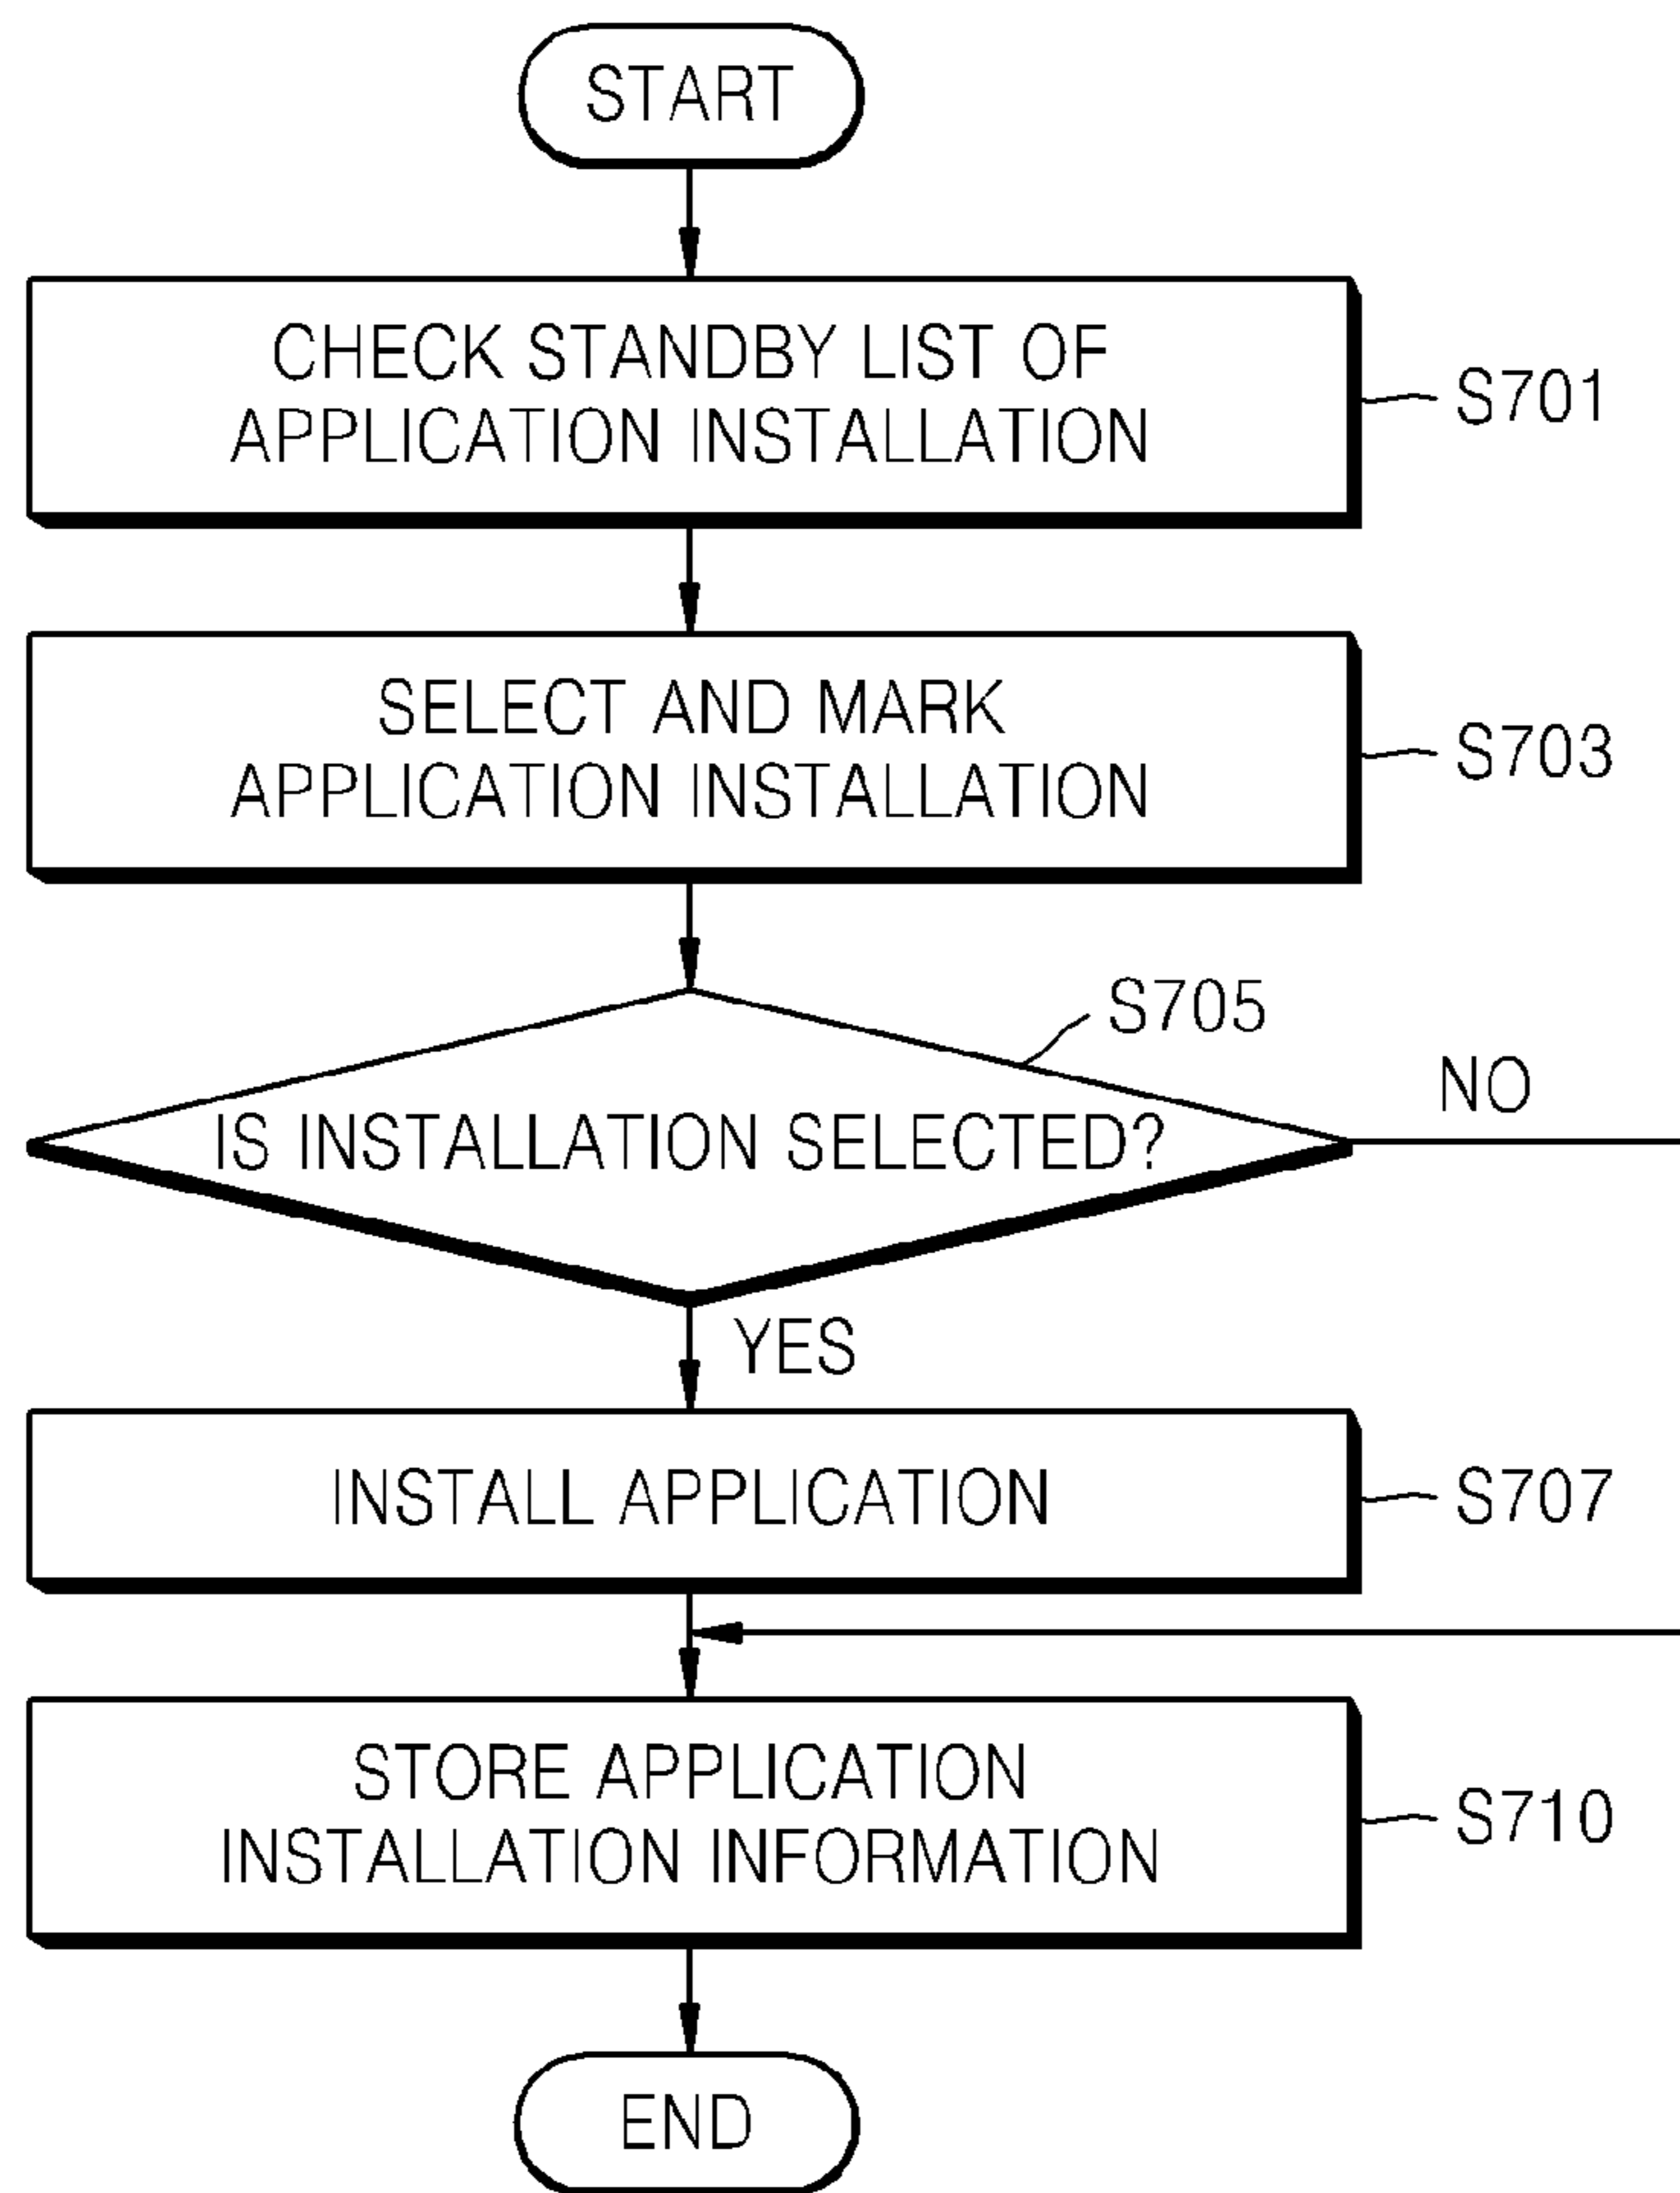 START
CHECK STANDBY LIST OF
APPLICATION INSTALLATION
S701
SELECT AND MARK
APPLICATION INSTALLATION
S703
S705
NO
IS INSTALLATION SELECTED?
YES
INSTALL APPLICATION
S707
STORE APPLICATION
INSTALLATION INFORMATION
S710
END